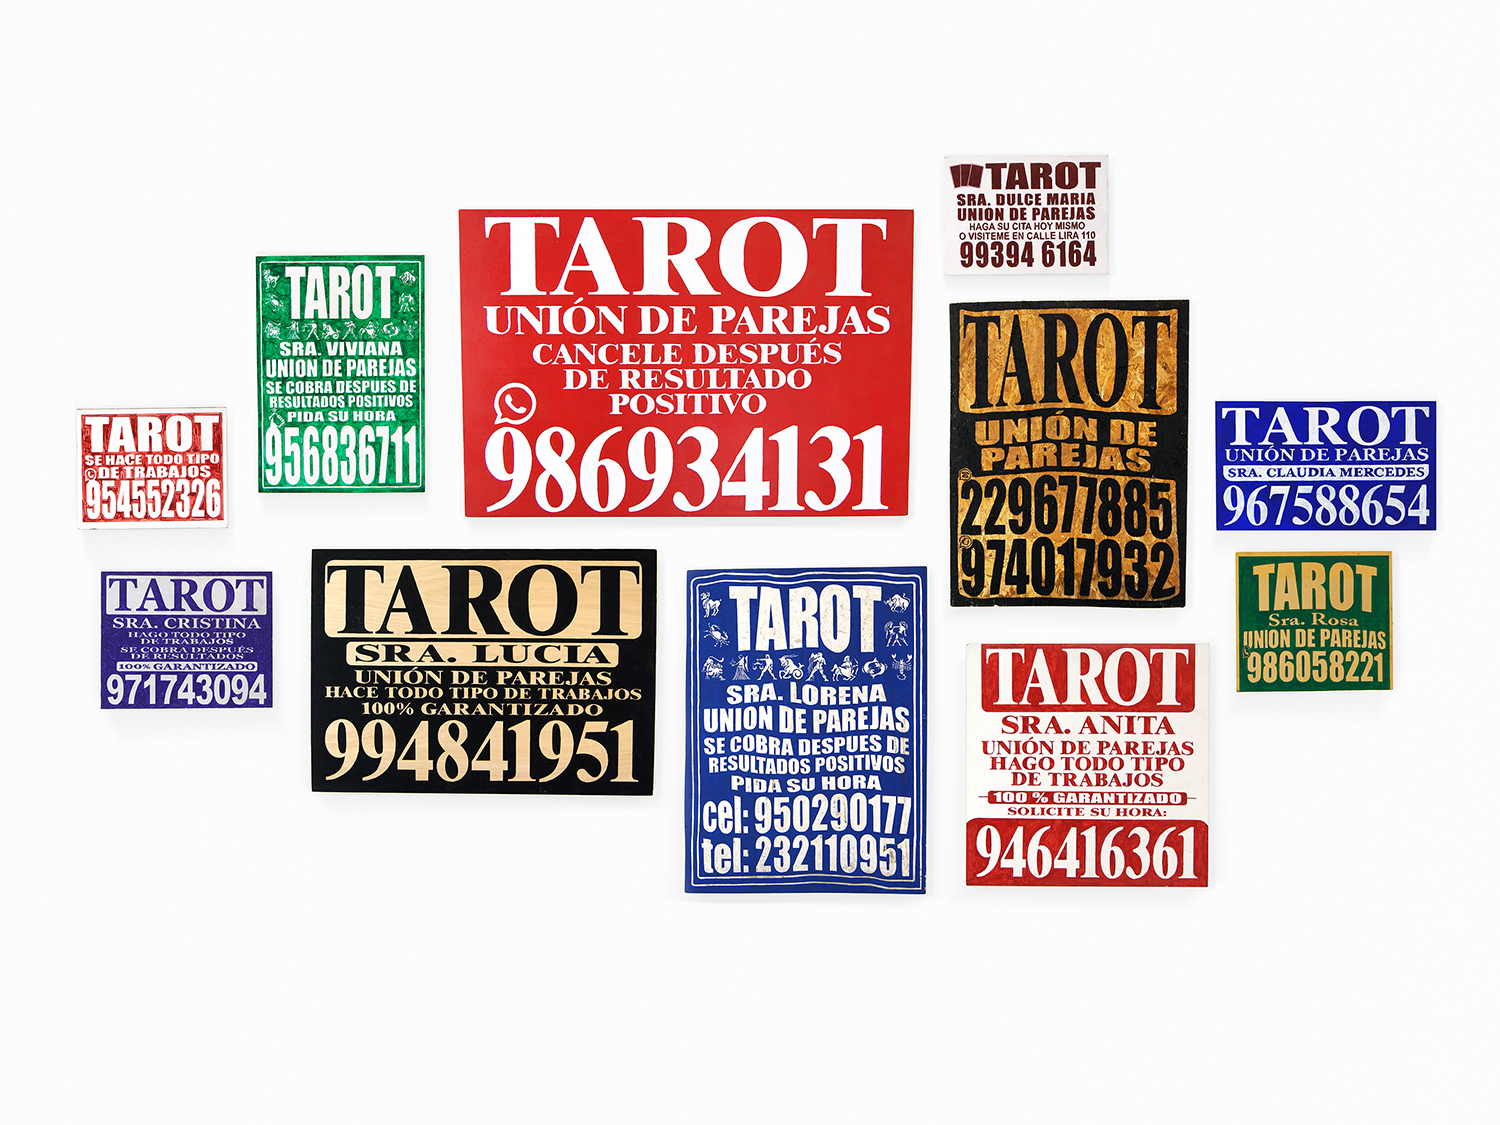 TAROT
SE HACE TODO TIPO
DE TRABAJOS
954552326
TAROT
SRA. VIVIANA
UNION DE PAREJAS
SE COBRA DESPUES DE
RESULTADOS POSITIVOS
PIDA SU HORA
956836711
TAROT
UNIÓN DE PAREJAS
CANCELE DESPUÉS
DE RESULTADO
POSITIVO
986934131
TAROT
SRA. DULCE MARIA
UNION DE PAREJAS
HAGA SU CITA HOY MISMO
O VISITEME EN CALLE LIRA 110
99394 6164
TAROT
UNIÓN DE
PAREJAS
229677885
974017932
TAROT
UNIÓN DE PAREJAS
SRA. CLAUDIA MERCEDES
967588654
TAROT
SRA. CRISTINA
HAGO TODO TIPO
DE TRABAJOS
SE COBRA DESPUÉS
DE RESULTADOS
100% GARANTIZADO
971743094
TAROT
SRA. LUCIA
UNIÓN DE PAREJAS
HACE TODO TIPO DE TRABAJOS
100% GARANTIZADO
994841951
TAROT
SRA. LORENA
UNION DE PAREJAS
SE COBRA DESPUES DE
RESULTADOS POSITIVOS
PIDA SU HORA
cel: 950290177
tel: 232110951
TAROT
SRA. ANITA
UNIÓN DE PAREJAS
HAGO TODO TIPO
DE TRABAJOS
100 % GARANTIZADO
SOLICITE SU HORA:
946416361
TAROT
Sra. Rosa
UNION DE PAREJAS
986058221